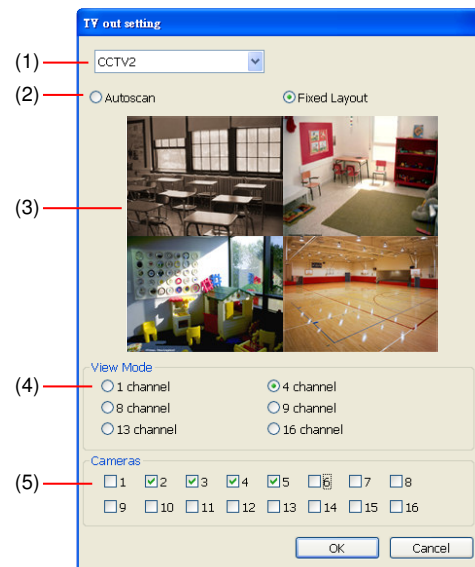 TV out setting
(1) CCTV2
(2) Autoscan Fixed Layout
(3)
View Mode
(4) 1 channel 4 channel
8 channel 9 channel
13 channel 16 channel
Cameras
(5) 1 2 3 4 5 6 7 8
9 10 11 12 13 14 15 16
OK Cancel